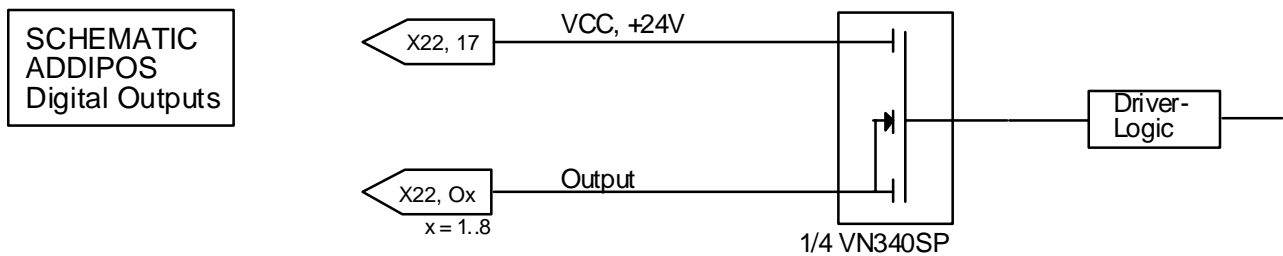 SCHEMATIC
ADDIPOS
Digital Outputs
X22, 17
VCC, +24V
Driver-
Logic
X22, Ox
x = 1..8
Output
1/4 VN340SP